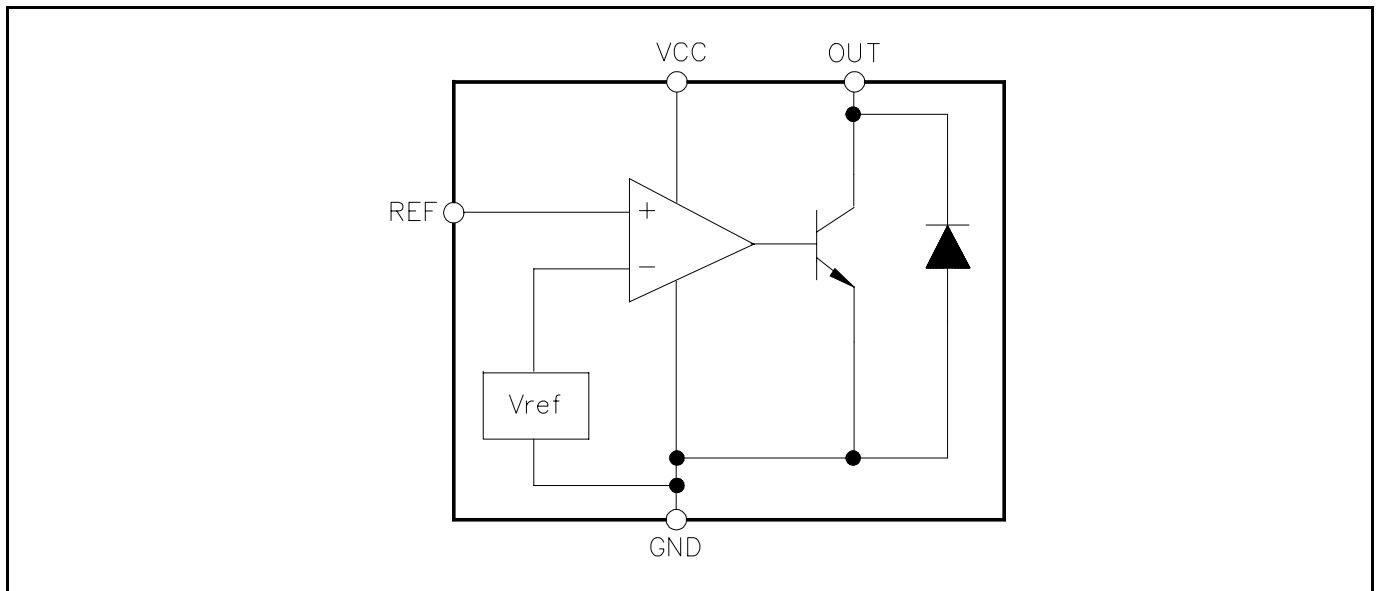 VCC
OUT
REF
+
−
Vref
GND